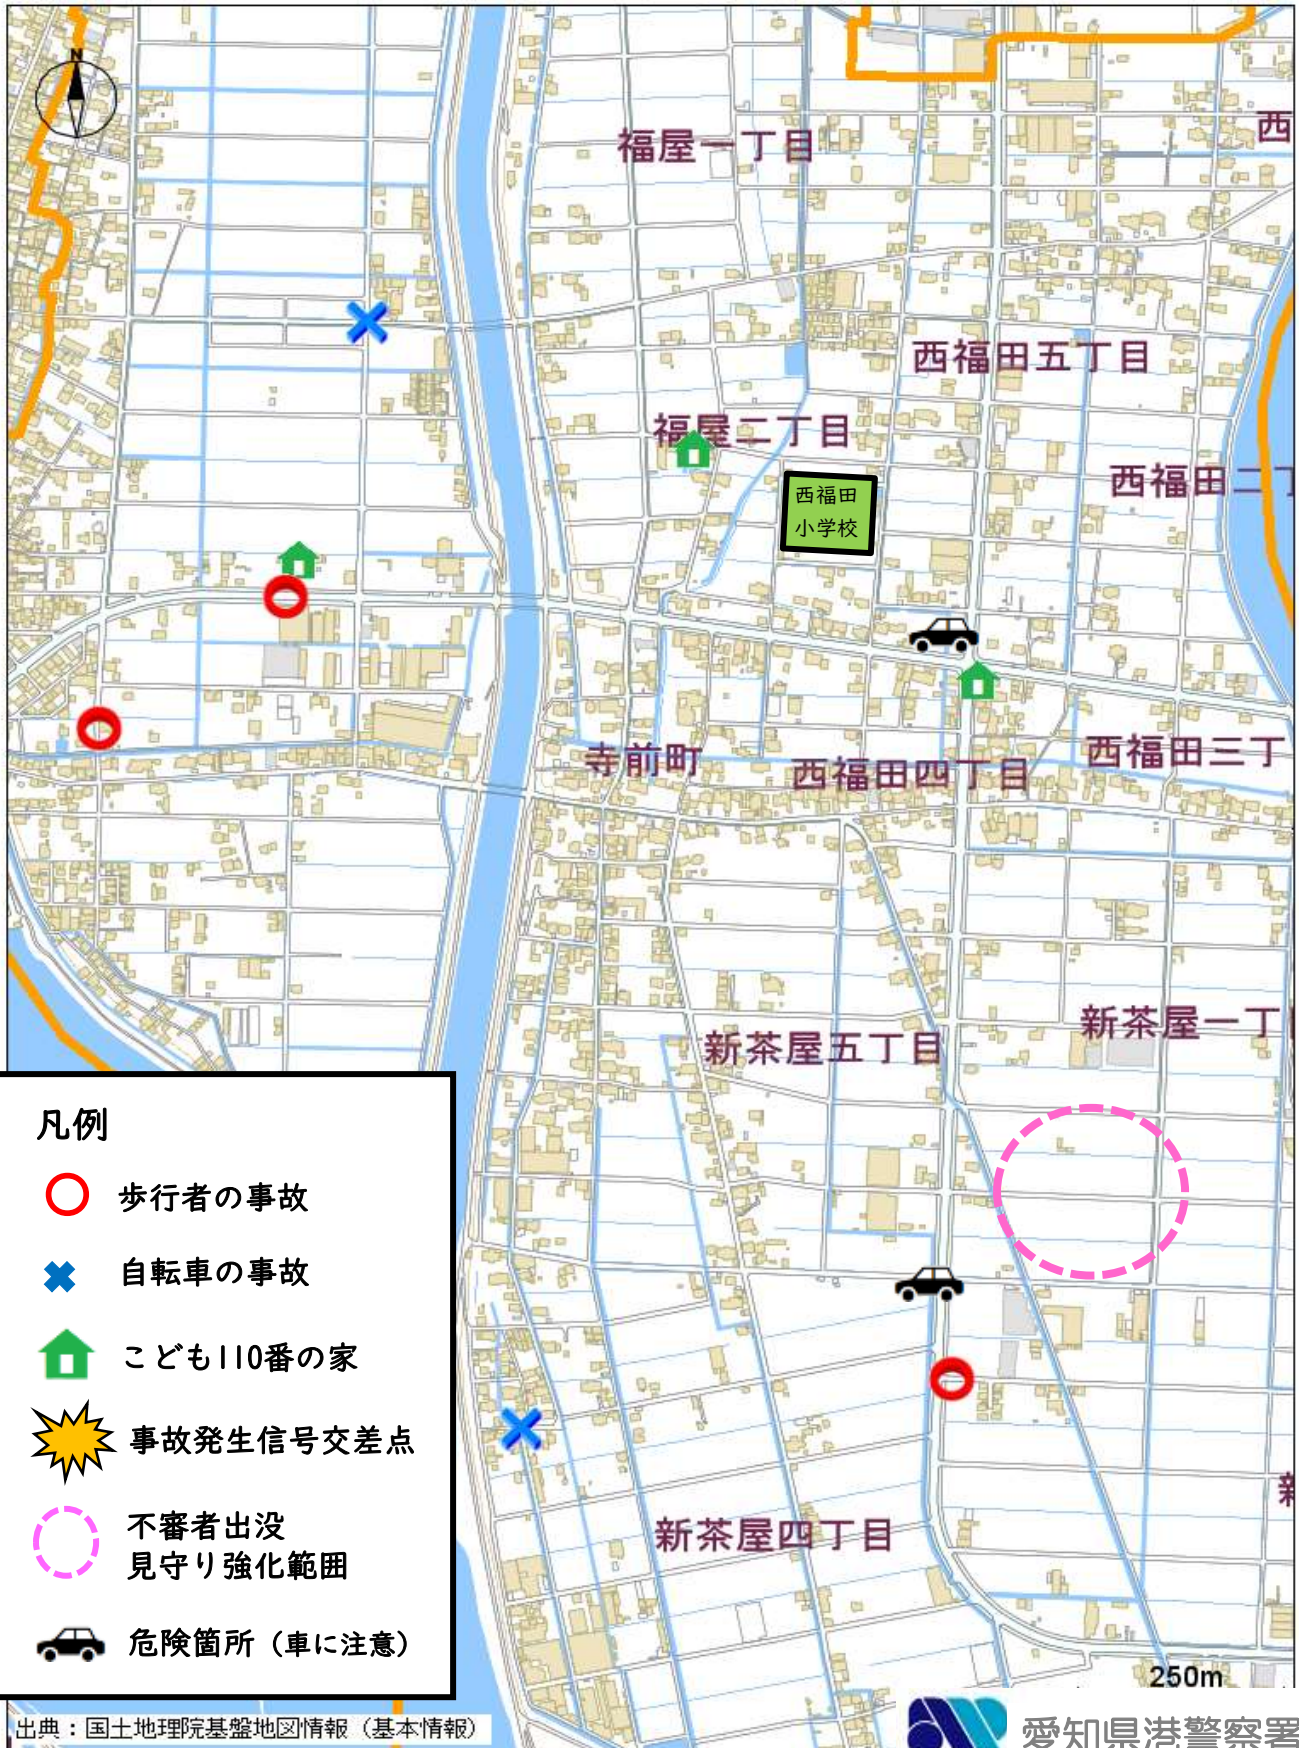 N
福屋一丁目
西
西福田五丁目
福屋二丁目
西福田二丁
西福田
小学校
寺前町
西福田四丁目
西福田三丁
新茶屋五丁目
新茶屋一丁
凡例
歩行者の事故
自転車の事故
こども110番の家
事故発生信号交差点
不審者出没
見守り強化範囲
危険箇所（車に注意）
新茶屋四丁目
250m
出典：国土地理院基盤地図情報（基本情報）
愛知県港警察署